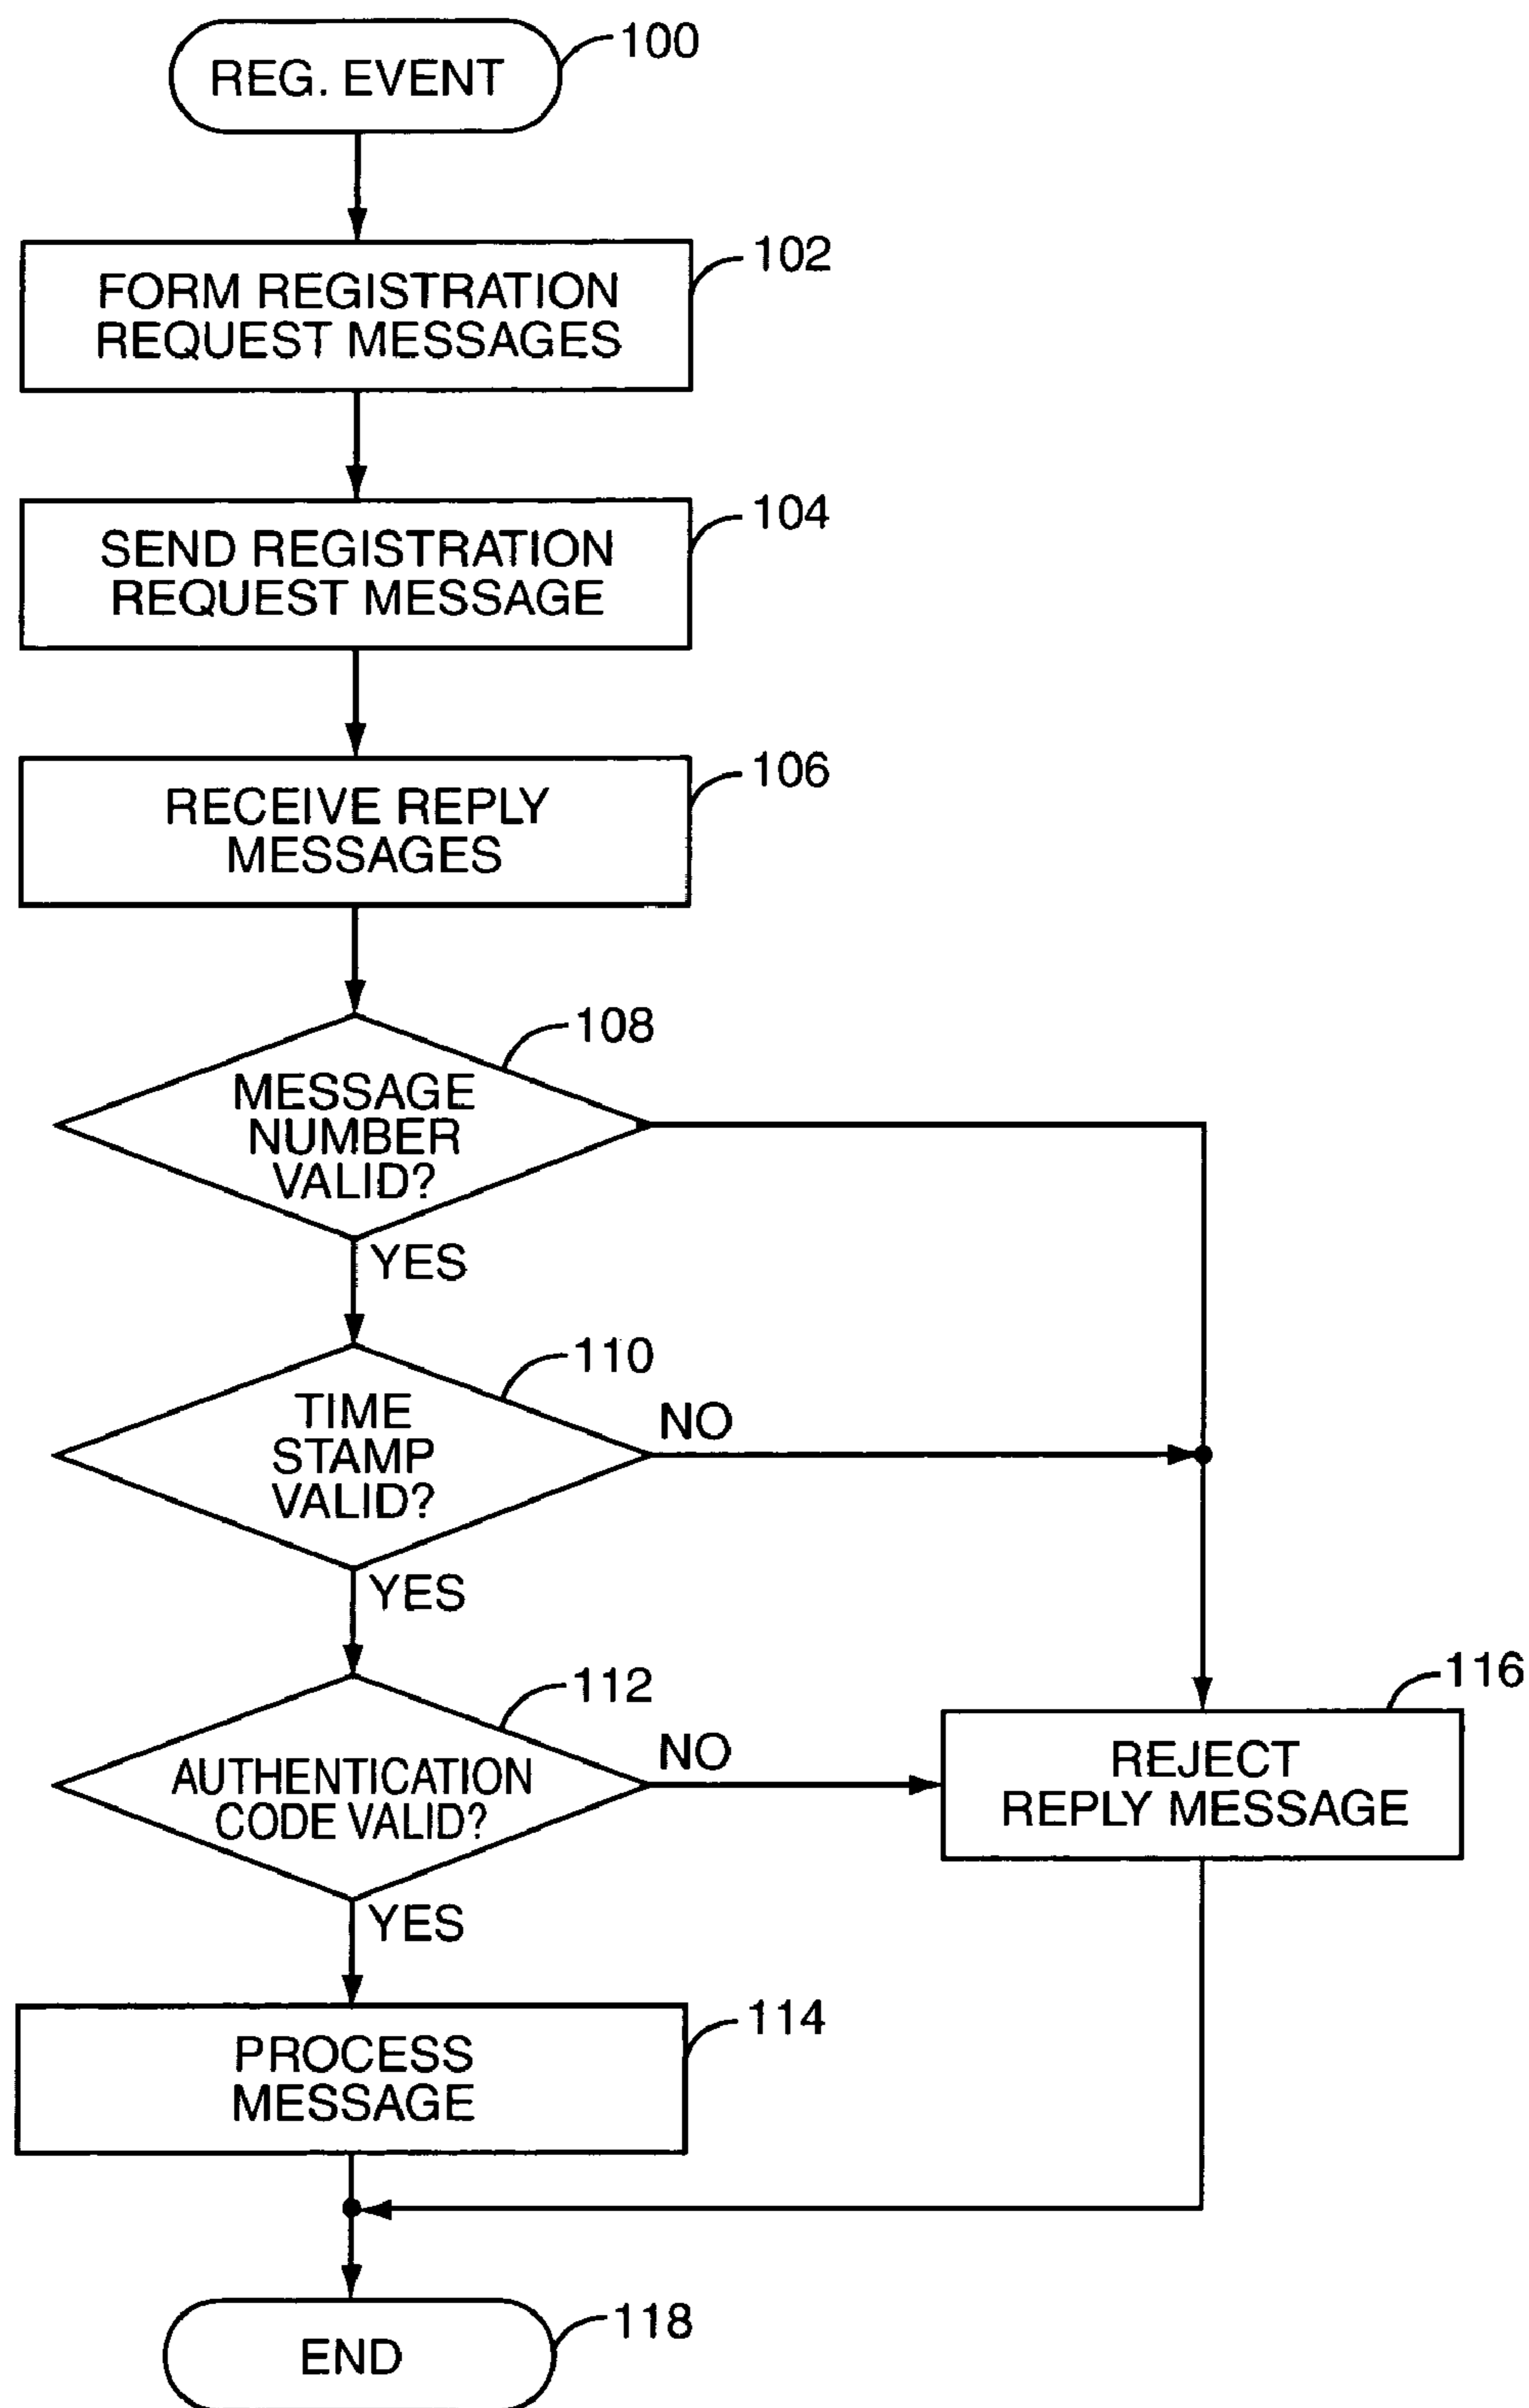 REG. EVENT
100
FORM REGISTRATION
REQUEST MESSAGES
102
SEND REGISTRATION
REQUEST MESSAGE
104
RECEIVE REPLY
MESSAGES
106
MESSAGE
NUMBER
VALID?
108
YES
TIME
STAMP
VALID?
110
NO
YES
AUTHENTICATION
CODE VALID?
112
NO
REJECT
REPLY MESSAGE
116
YES
PROCESS
MESSAGE
114
END
118